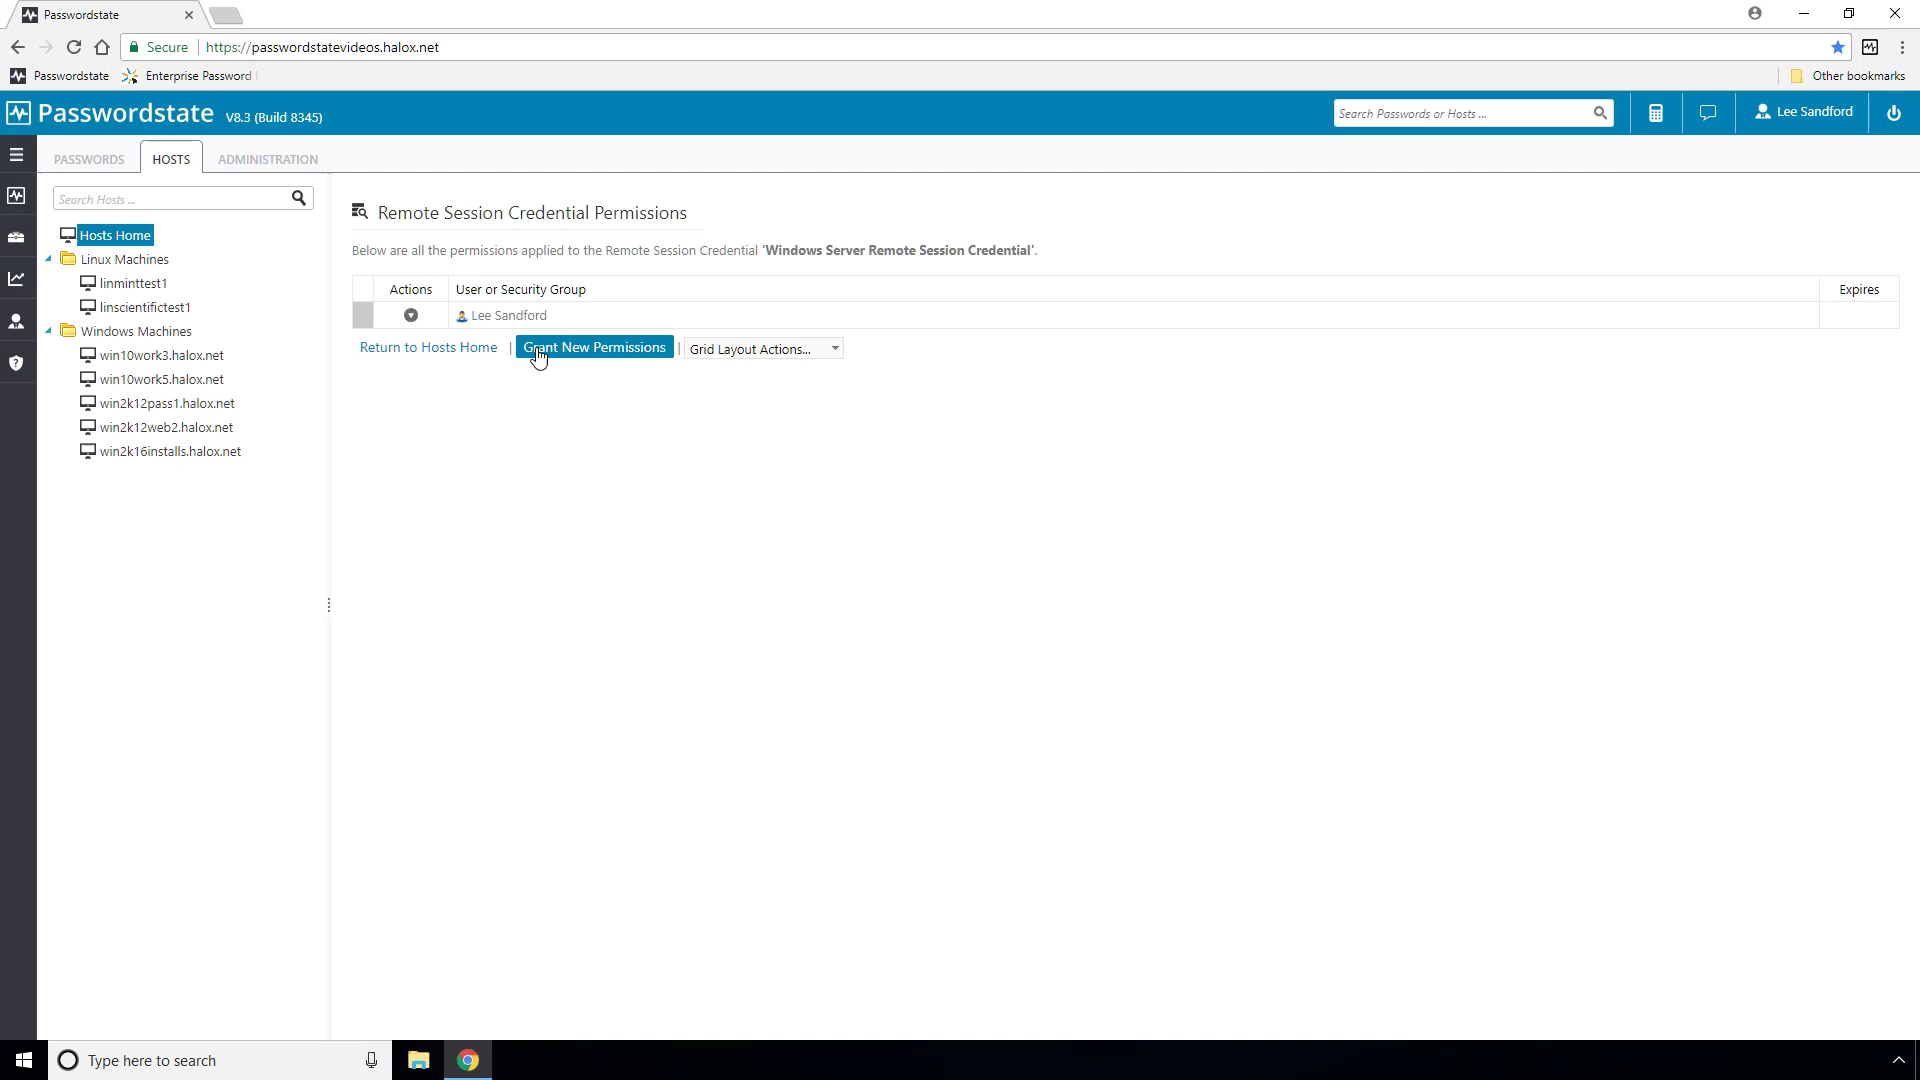 Passwordstate
Secure
https://passwordstatevideos.halox.net
Passwordstate
Enterprise Password
Other bookmarks
Passwordstate V8.3 (Build 8345)
Search Passwords or Hosts ...
Lee Sandford
PASSWORDS
HOSTS
ADMINISTRATION
Search Hosts ...
Hosts Home
Linux Machines
linminttest1
linscientifictest1
Windows Machines
win10work3.halox.net
win10work5.halox.net
win2k12pass1.halox.net
win2k12web2.halox.net
win2k16installs.halox.net
Remote Session Credential Permissions
Below are all the permissions applied to the Remote Session Credential 'Windows Server Remote Session Credential'.
Actions
User or Security Group
Expires
Lee Sandford
Return to Hosts Home | Grant New Permissions | Grid Layout Actions...
Type here to search